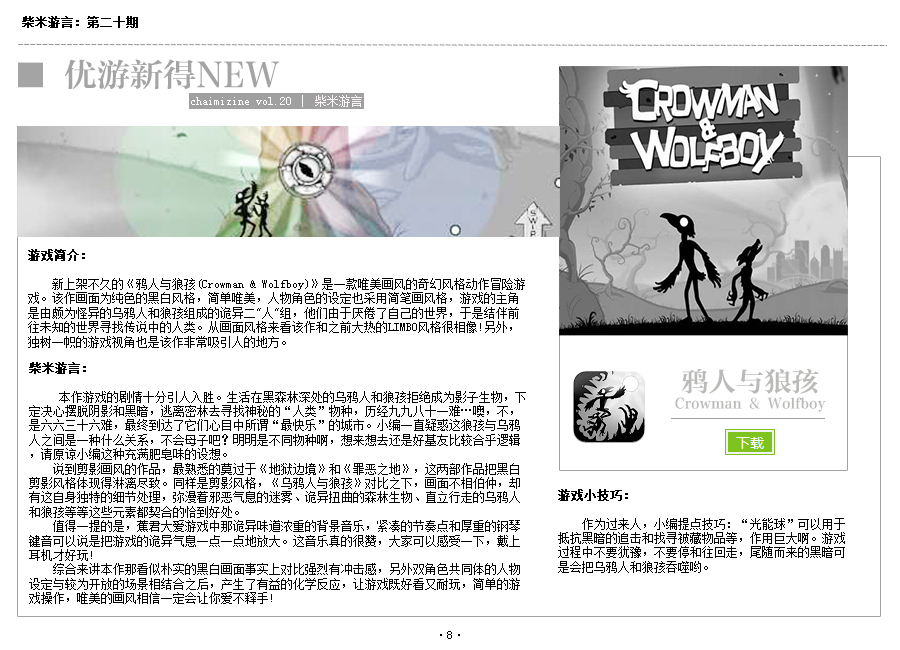 柴米游言：第二十期
优游新得NEW
chaimizine vol.20 | 柴米游言
CROWMAN
&
WOLFBOY
SWIP
游戏简介：
新上架不久的《鸦人与狼孩(Crowman & Wolfboy)》是一款唯美画风的奇幻风格动作冒险游
戏。该作画面为纯色的黑白风格，简单唯美，人物角色的设定也采用简笔画风格，游戏的主角
是由颇为怪异的乌鸦人和狼孩组成的诡异二"人"组，他们由于厌倦了自己的世界，于是结伴前
往未知的世界寻找传说中的人类。从画面风格来看该作和之前大热的LIMBO风格很相像!另外，
独树一帜的游戏视角也是该作非常吸引人的地方。
柴米游言：
本作游戏的剧情十分引人入胜。生活在黑森林深处的乌鸦人和狼孩拒绝成为影子生物，下
定决心摆脱阴影和黑暗，逃离密林去寻找神秘的“人类”物种，历经九九八十一难…噢，不，
是六六三十六难，最终到达了它们心目中所谓“最快乐”的城市。小编一直疑惑这狼孩与乌鸦
人之间是一种什么关系，不会母子吧？明明是不同物种啊，想来想去还是好基友比较合乎逻辑
，请原谅小编这种充满肥皂味的设想。
说到剪影画风的作品，最熟悉的莫过于《地狱边境》和《罪恶之地》，这两部作品把黑白
剪影风格体现得淋漓尽致。同样是剪影风格，《乌鸦人与狼孩》对比之下，画面不相伯仲，却
有这自身独特的细节处理，弥漫着邪恶气息的迷雾、诡异扭曲的森林生物、直立行走的乌鸦人
和狼孩等等这些元素都契合的恰到好处。
值得一提的是，蕉君大爱游戏中那诡异味道浓重的背景音乐，紧凑的节奏点和厚重的钢琴
键音可以说是把游戏的诡异气息一点一点地放大。这音乐真的很赞，大家可以感受一下，戴上
耳机才好玩!
综合来讲本作那看似朴实的黑白画面事实上对比强烈有冲击感，另外双角色共同体的人物
设定与较为开放的场景相结合之后，产生了有益的化学反应，让游戏既好看又耐玩，简单的游
戏操作，唯美的画风相信一定会让你爱不释手!
鸦人与狼孩
Crowman & Wolfboy
下载
游戏小技巧：
作为过来人，小编提点技巧：“光能球”可以用于
抵抗黑暗的追击和找寻被藏物品等，作用巨大啊。游戏
过程中不要犹豫，不要停和往回走，尾随而来的黑暗可
是会把乌鸦人和狼孩吞噬哟。
·8·